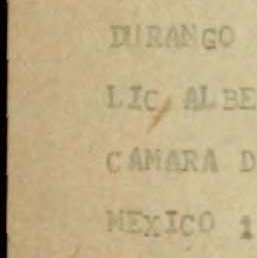 DURANGO
LIC, ALBE
CAMARA D
MEXICO 1